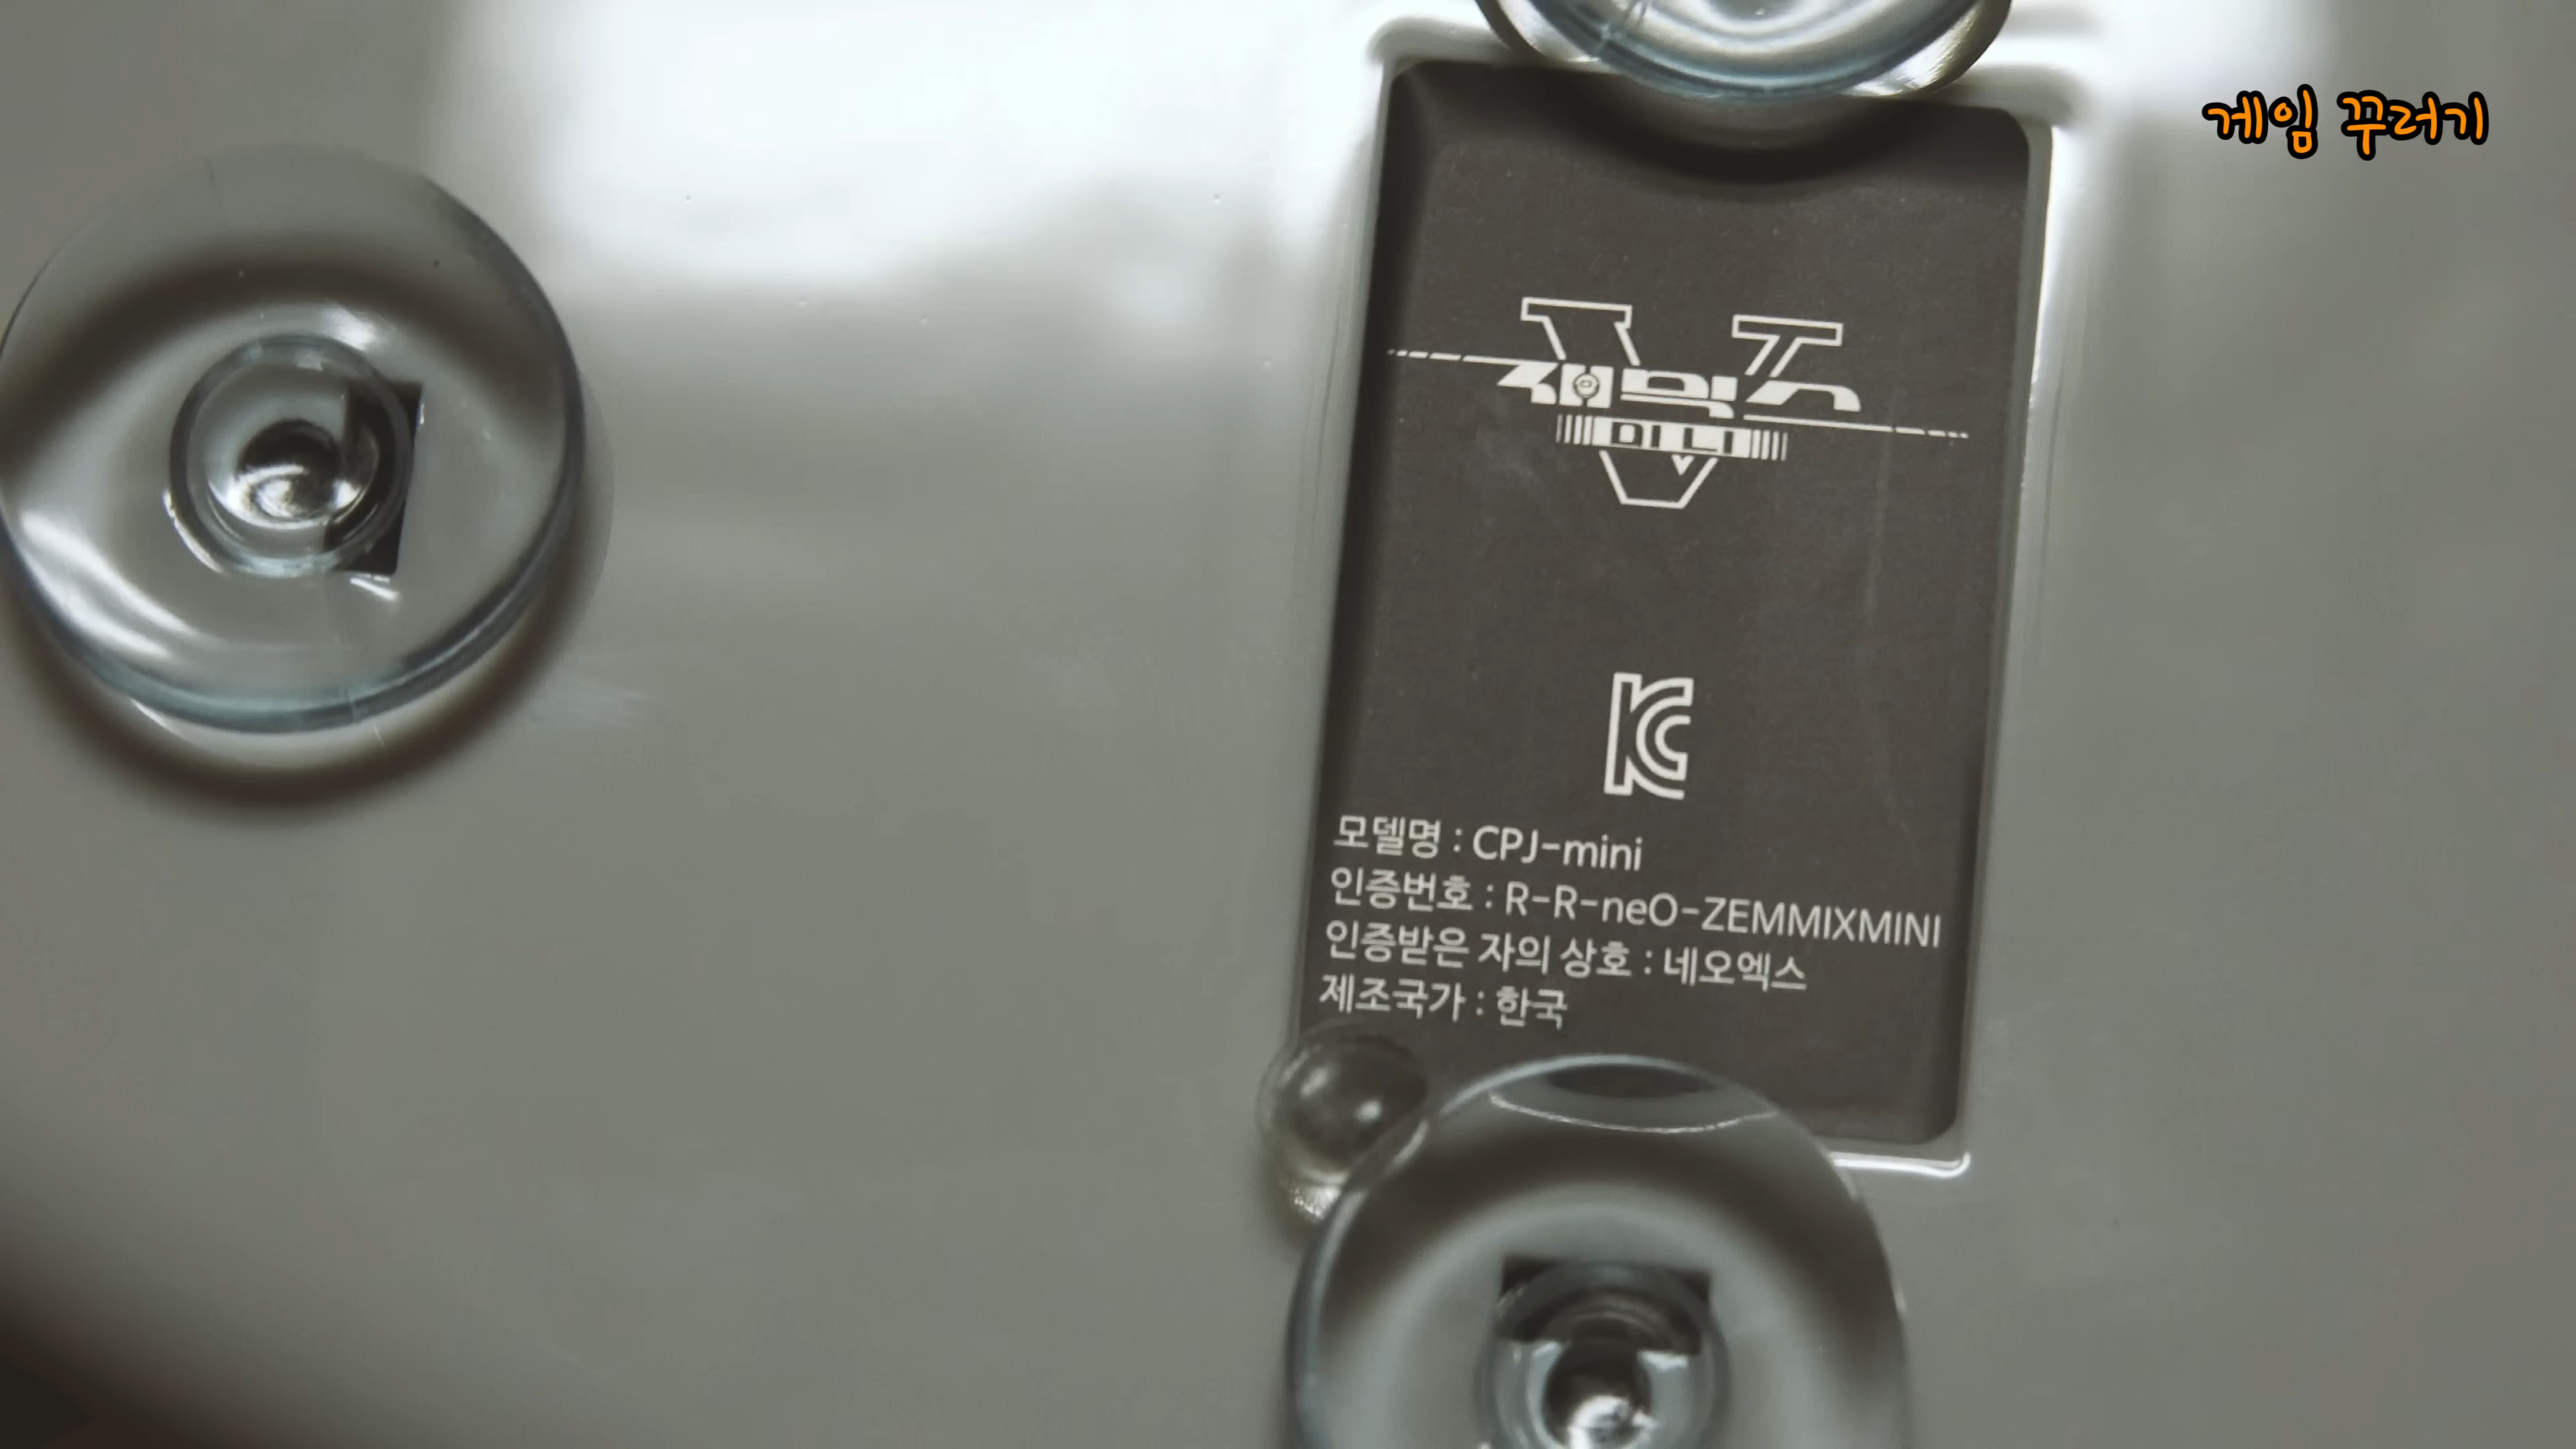 게임 꾸러기
V
재믹스
미니
KC
모델명 : CPJ-mini
인증번호 : R-R-neO-ZEMMIXMINI
인증받은 자의 상호 : 네오엑스
제조국가 : 한국